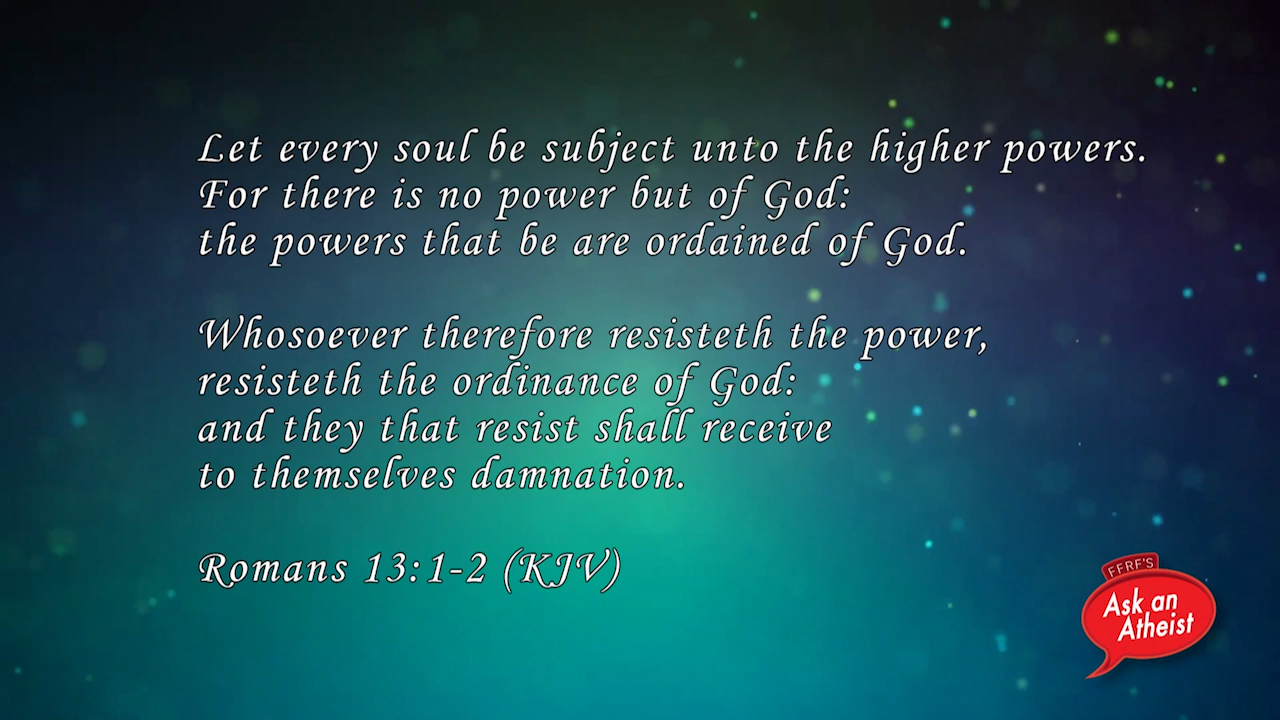 Let every soul be subject unto the higher powers.
For there is no power but of God:
the powers that be are ordained of God.
Whosoever therefore resisteth the power,
resisteth the ordinance of God:
and they that resist shall receive
to themselves damnation.
Romans 13:1-2 (KJV)
FFRF'S
Ask an
Atheist